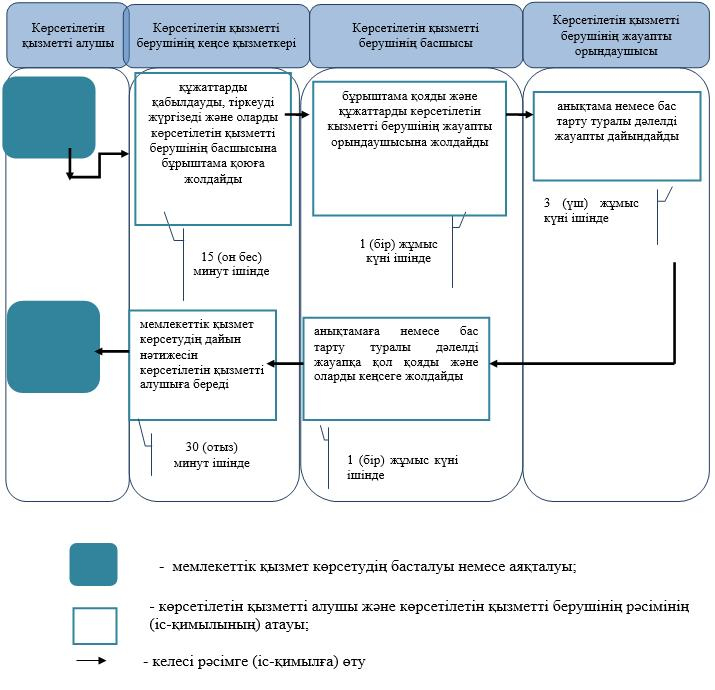 Көрсетілетін
қызметті алушы
Көрсетілетін қызметті
берушінің кеңсе қызметкері
Көрсетілетін қызметті
берушінің басшысы
Көрсетілетін қызметті
берушінің жауапты
орындаушысы
құжаттарды
қабылдауды, тіркеуді
жүргізеді және оларды
көрсетілетін қызметті
берушінің басшысына
бұрыштама қоюға
жолдайды
бұрыштама қояды және
құжаттарды көрсетілетін
кызметті берушінің жауапты
орындаушысына жолдайды
анықтама немесе бас
тарту туралы дәлелді
жауапты дайындайды
15 (он бес)
минут ішінде
1 (бір) жұмыс
күні ішінде
3 (үш) жұмыс
күні ішінде
мемлекеттік қызмет
көрсетудің дайын
нәтижесін
көрсетілетін қызметті
алушыға береді
анықтамаға немесе бас
тарту туралы дәлелді
жауапқа қол қояды және
оларды кеңсеге жолдайды
30 (отыз)
минут ішінде
1 (бір) жұмыс күні
ішінде
- мемлекеттік қызмет көрсетудің басталуы немесе аяқталуы;
- көрсетілетін қызметті алушы және көрсетілетін қызметті берушінің рәсімінің
(іс-қимылының) атауы;
- келесі рәсімге (іс-қимылға) өту